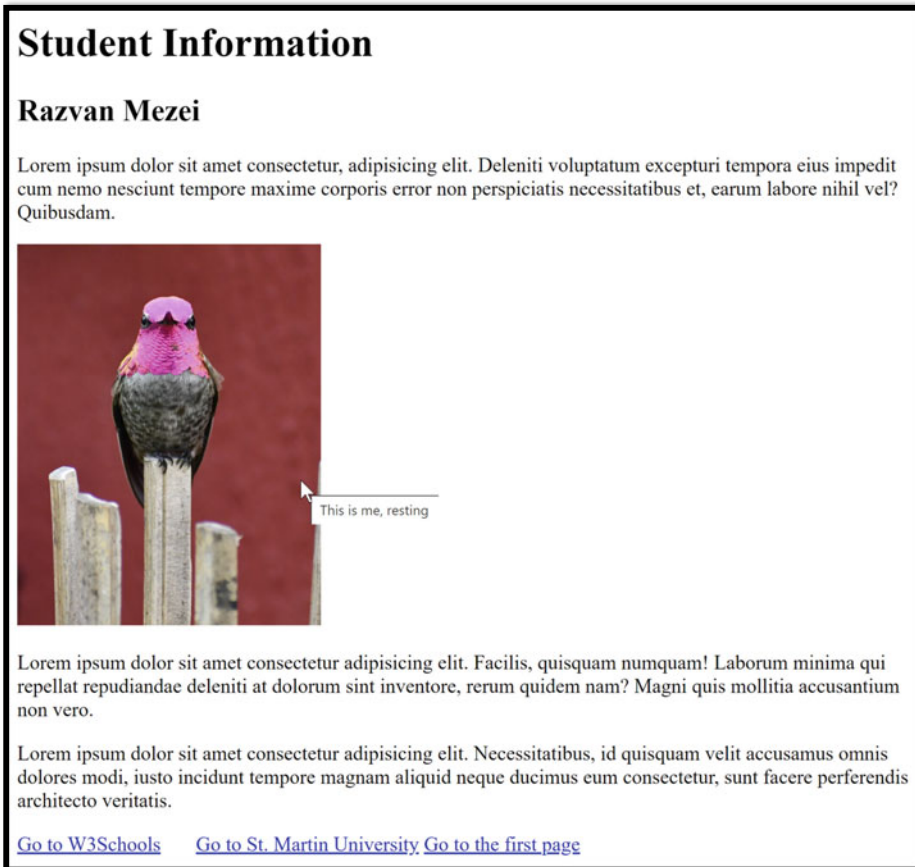 Student Information
Razvan Mezei
Lorem ipsum dolor sit amet consectetur, adipisicing elit. Deleniti voluptatum excepturi tempora eius impedit
cum nemo nesciunt tempore maxime corporis error non perspiciatis necessitatibus et, earum labore nihil vel?
Quibusdam.
This is me, resting
Lorem ipsum dolor sit amet consectetur adipisicing elit. Facilis, quisquam numquam! Laborum minima qui
repellat repudiandae deleniti at dolorum sint inventore, rerum quidem nam? Magni quis mollitia accusantium
non vero.
Lorem ipsum dolor sit amet consectetur adipisicing elit. Necessitatibus, id quisquam velit accusamus omnis
dolores modi, iusto incidunt tempore magnam aliquid neque ducimus eum consectetur, sunt facere perferendis
architecto veritatis.
Go to W3Schools Go to St. Martin University Go to the first page